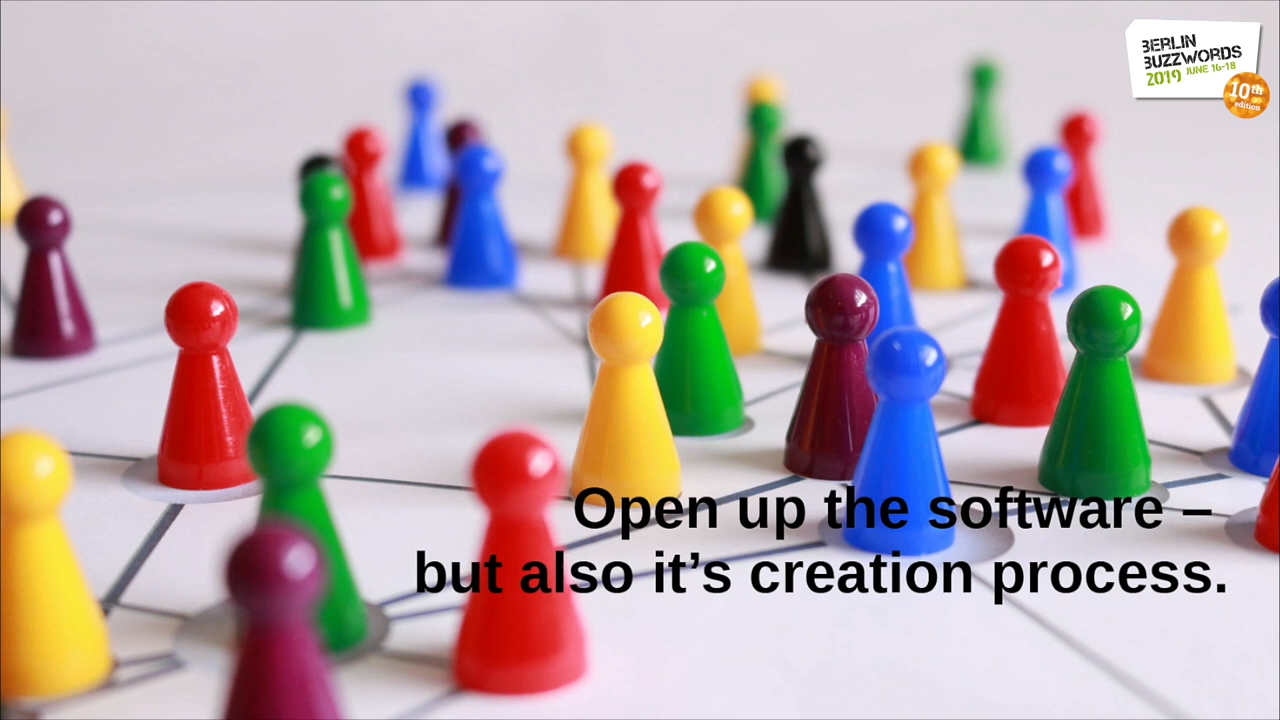 BERLIN
BUZZWORDS
2019 JUNE 16-18
10th
edition
Open up the software –
but also it’s creation process.